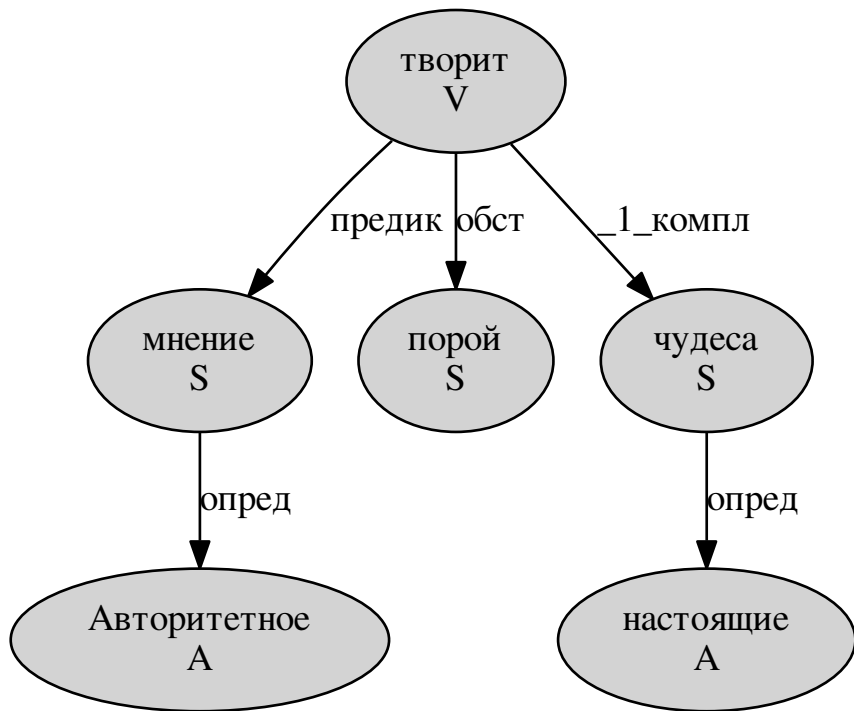 творит
V
предик обст _1_компл
мнение
S
порой
S
чудеса
S
опред
опред
Авторитетное
A
настоящие
A